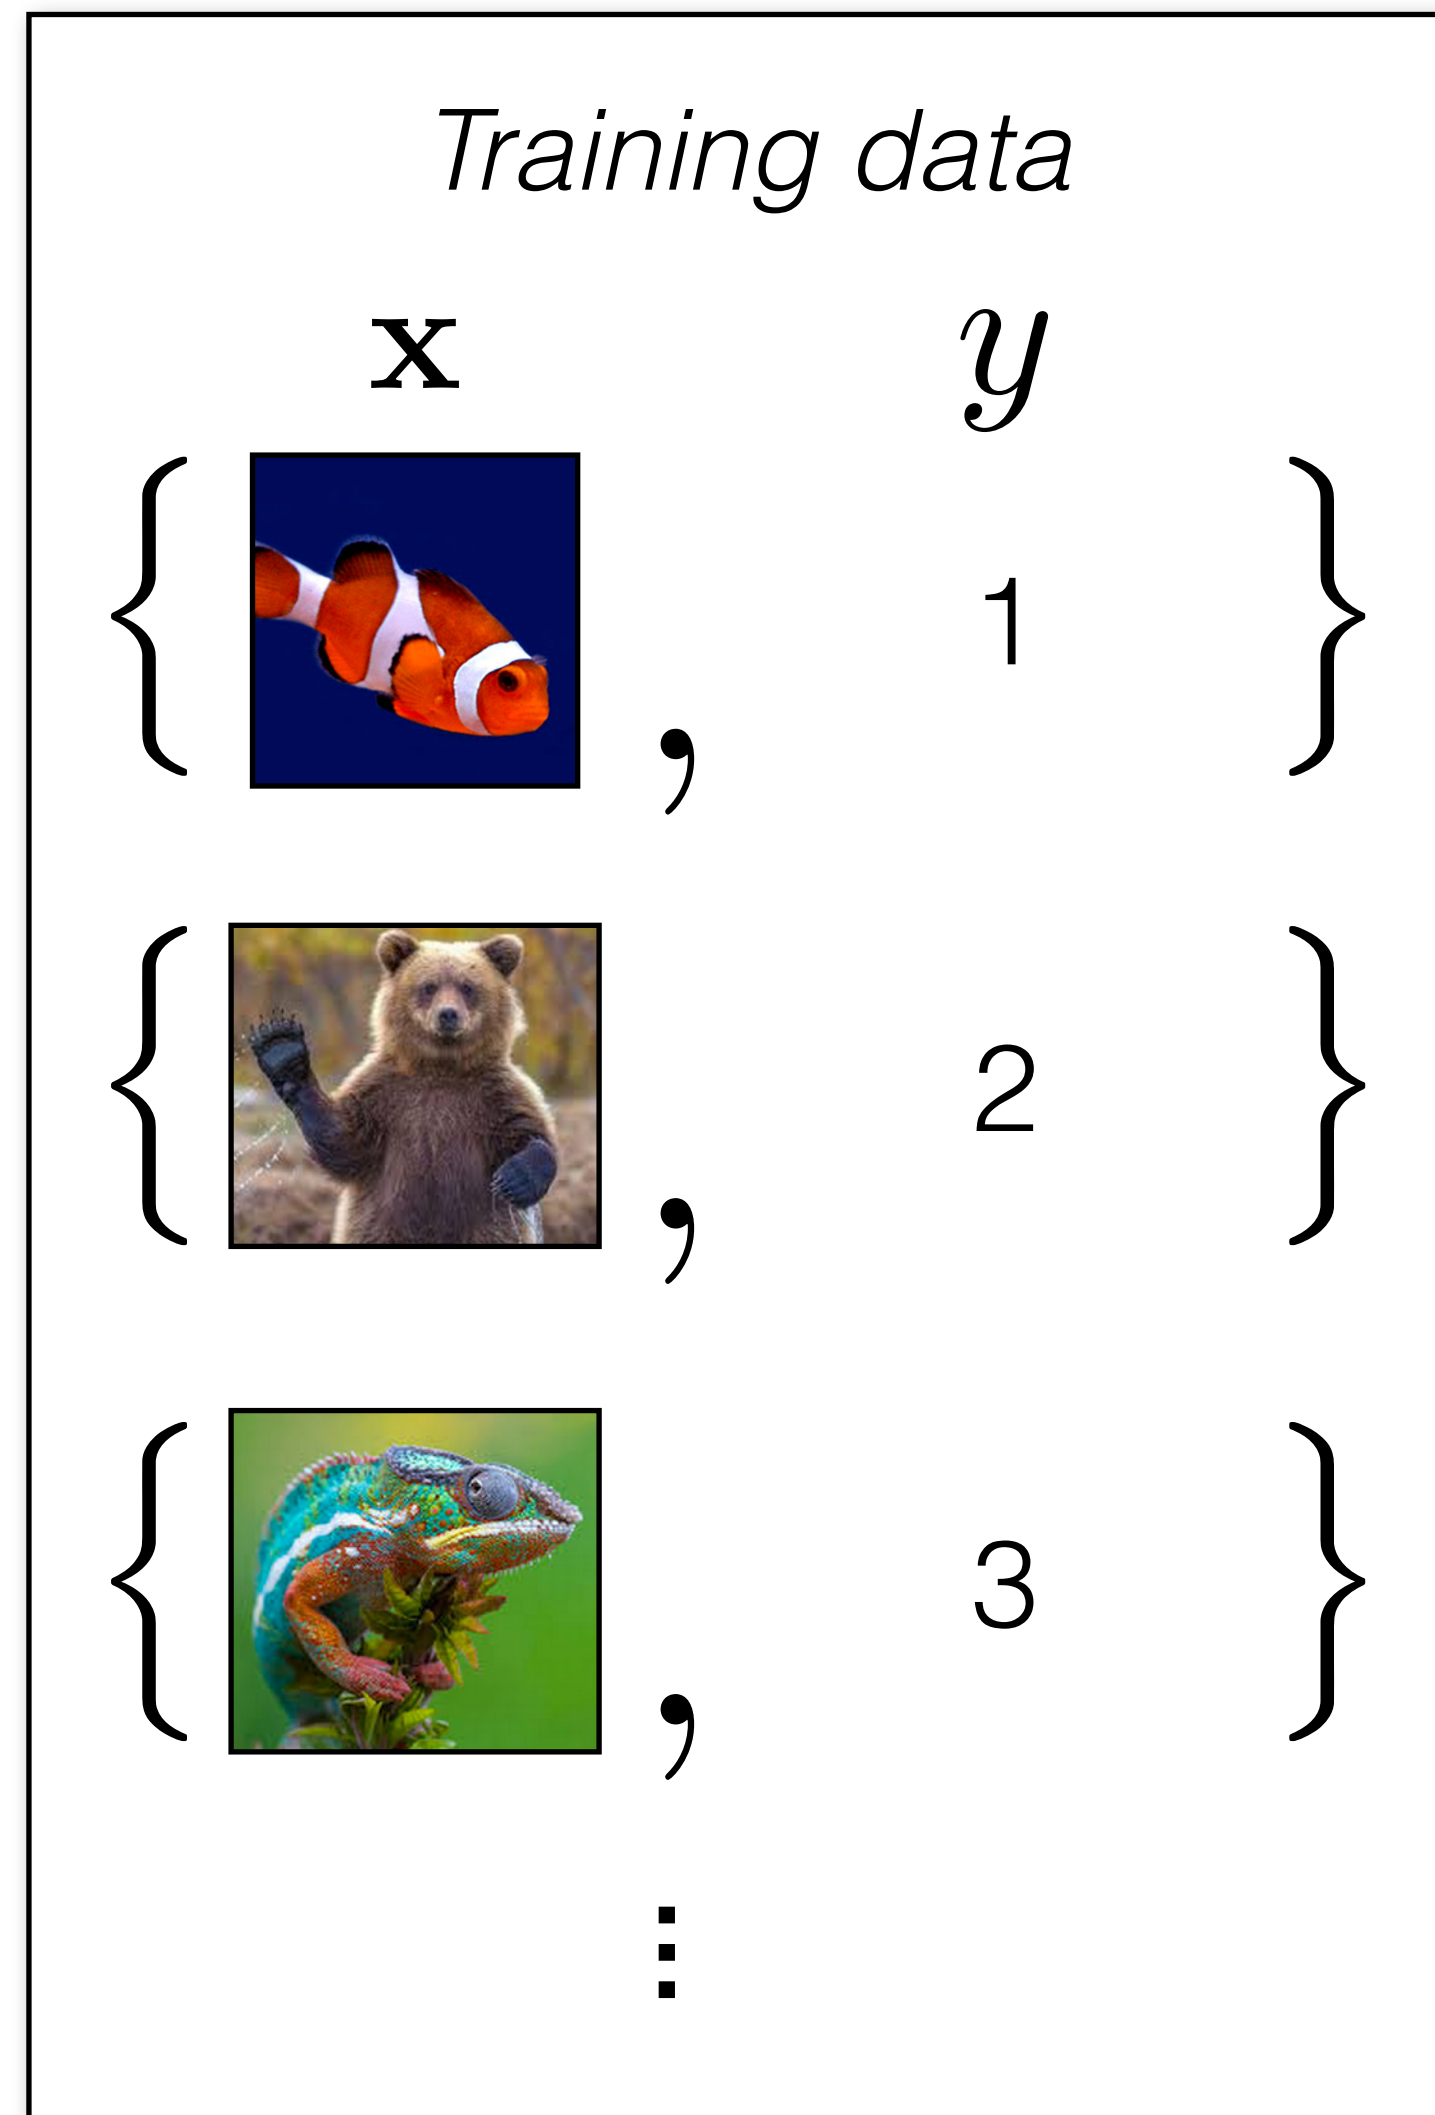 Training data
x y
{ , 1 }
{ , 2 }
{ , 3 }
⋮